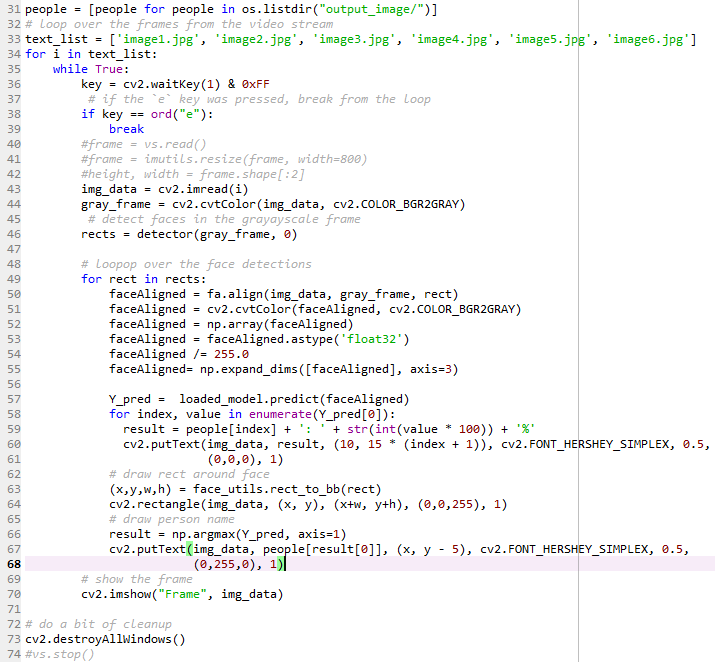 31 people = [people for people in os.listdir("output_image/")]
32 # loop over the frames from the video stream
33 text_list = ['image1.jpg', 'image2.jpg', 'image3.jpg', 'image4.jpg', 'image5.jpg', 'image6.jpg']
34 for i in text_list:
35     while True:
36         key = cv2.waitKey(1) & 0xFF
37          # if the `e` key was pressed, break from the loop
38         if key == ord("e"):
39             break
40         #frame = vs.read()
41         #frame = imutils.resize(frame, width=800)
42         #height, width = frame.shape[:2]
43         img_data = cv2.imread(i)
44         gray_frame = cv2.cvtColor(img_data, cv2.COLOR_BGR2GRAY)
45          # detect faces in the grayayscale frame
46         rects = detector(gray_frame, 0)
47
48         # loopop over the face detections
49         for rect in rects:
50             faceAligned = fa.align(img_data, gray_frame, rect)
51             faceAligned = cv2.cvtColor(faceAligned, cv2.COLOR_BGR2GRAY)
52             faceAligned = np.array(faceAligned)
53             faceAligned = faceAligned.astype('float32')
54             faceAligned /= 255.0
55             faceAligned= np.expand_dims([faceAligned], axis=3)
56
57             Y_pred =  loaded_model.predict(faceAligned)
58             for index, value in enumerate(Y_pred[0]):
59               result = people[index] + ': ' + str(int(value * 100)) + '%'
60               cv2.putText(img_data, result, (10, 15 * (index + 1)), cv2.FONT_HERSHEY_SIMPLEX, 0.5,
61                           (0,0,0), 1)
62             # draw rect around face
63             (x,y,w,h) = face_utils.rect_to_bb(rect)
64             cv2.rectangle(img_data, (x, y), (x+w, y+h), (0,0,255), 1)
65             # draw person name
66             result = np.argmax(Y_pred, axis=1)
67             cv2.putText(img_data, people[result[0]], (x, y - 5), cv2.FONT_HERSHEY_SIMPLEX, 0.5,
68                         (0,255,0), 1)
69         # show the frame
70         cv2.imshow("Frame", img_data)
71
72 # do a bit of cleanup
73 cv2.destroyAllWindows()
74 #vs.stop()